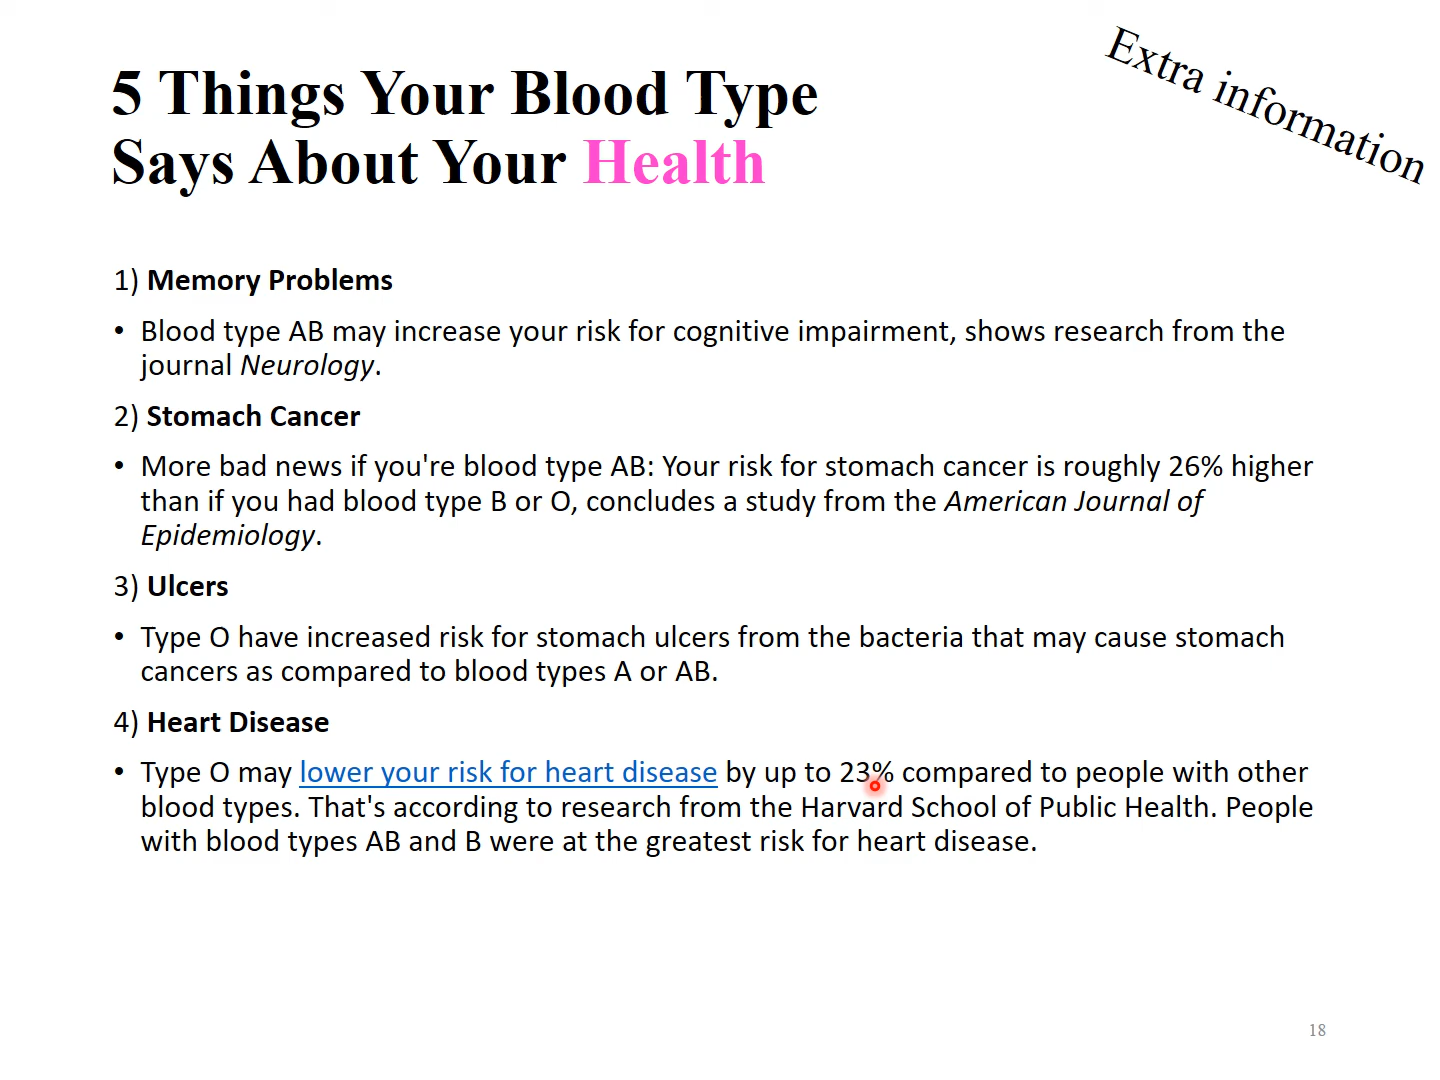 Extra information
5 Things Your Blood Type
Says About Your Health
1) Memory Problems
• Blood type AB may increase your risk for cognitive impairment, shows research from the
journal Neurology.
2) Stomach Cancer
• More bad news if you're blood type AB: Your risk for stomach cancer is roughly 26% higher
than if you had blood type B or O, concludes a study from the American Journal of
Epidemiology.
3) Ulcers
• Type O have increased risk for stomach ulcers from the bacteria that may cause stomach
cancers as compared to blood types A or AB.
4) Heart Disease
• Type O may lower your risk for heart disease by up to 23% compared to people with other
blood types. That's according to research from the Harvard School of Public Health. People
with blood types AB and B were at the greatest risk for heart disease.
18